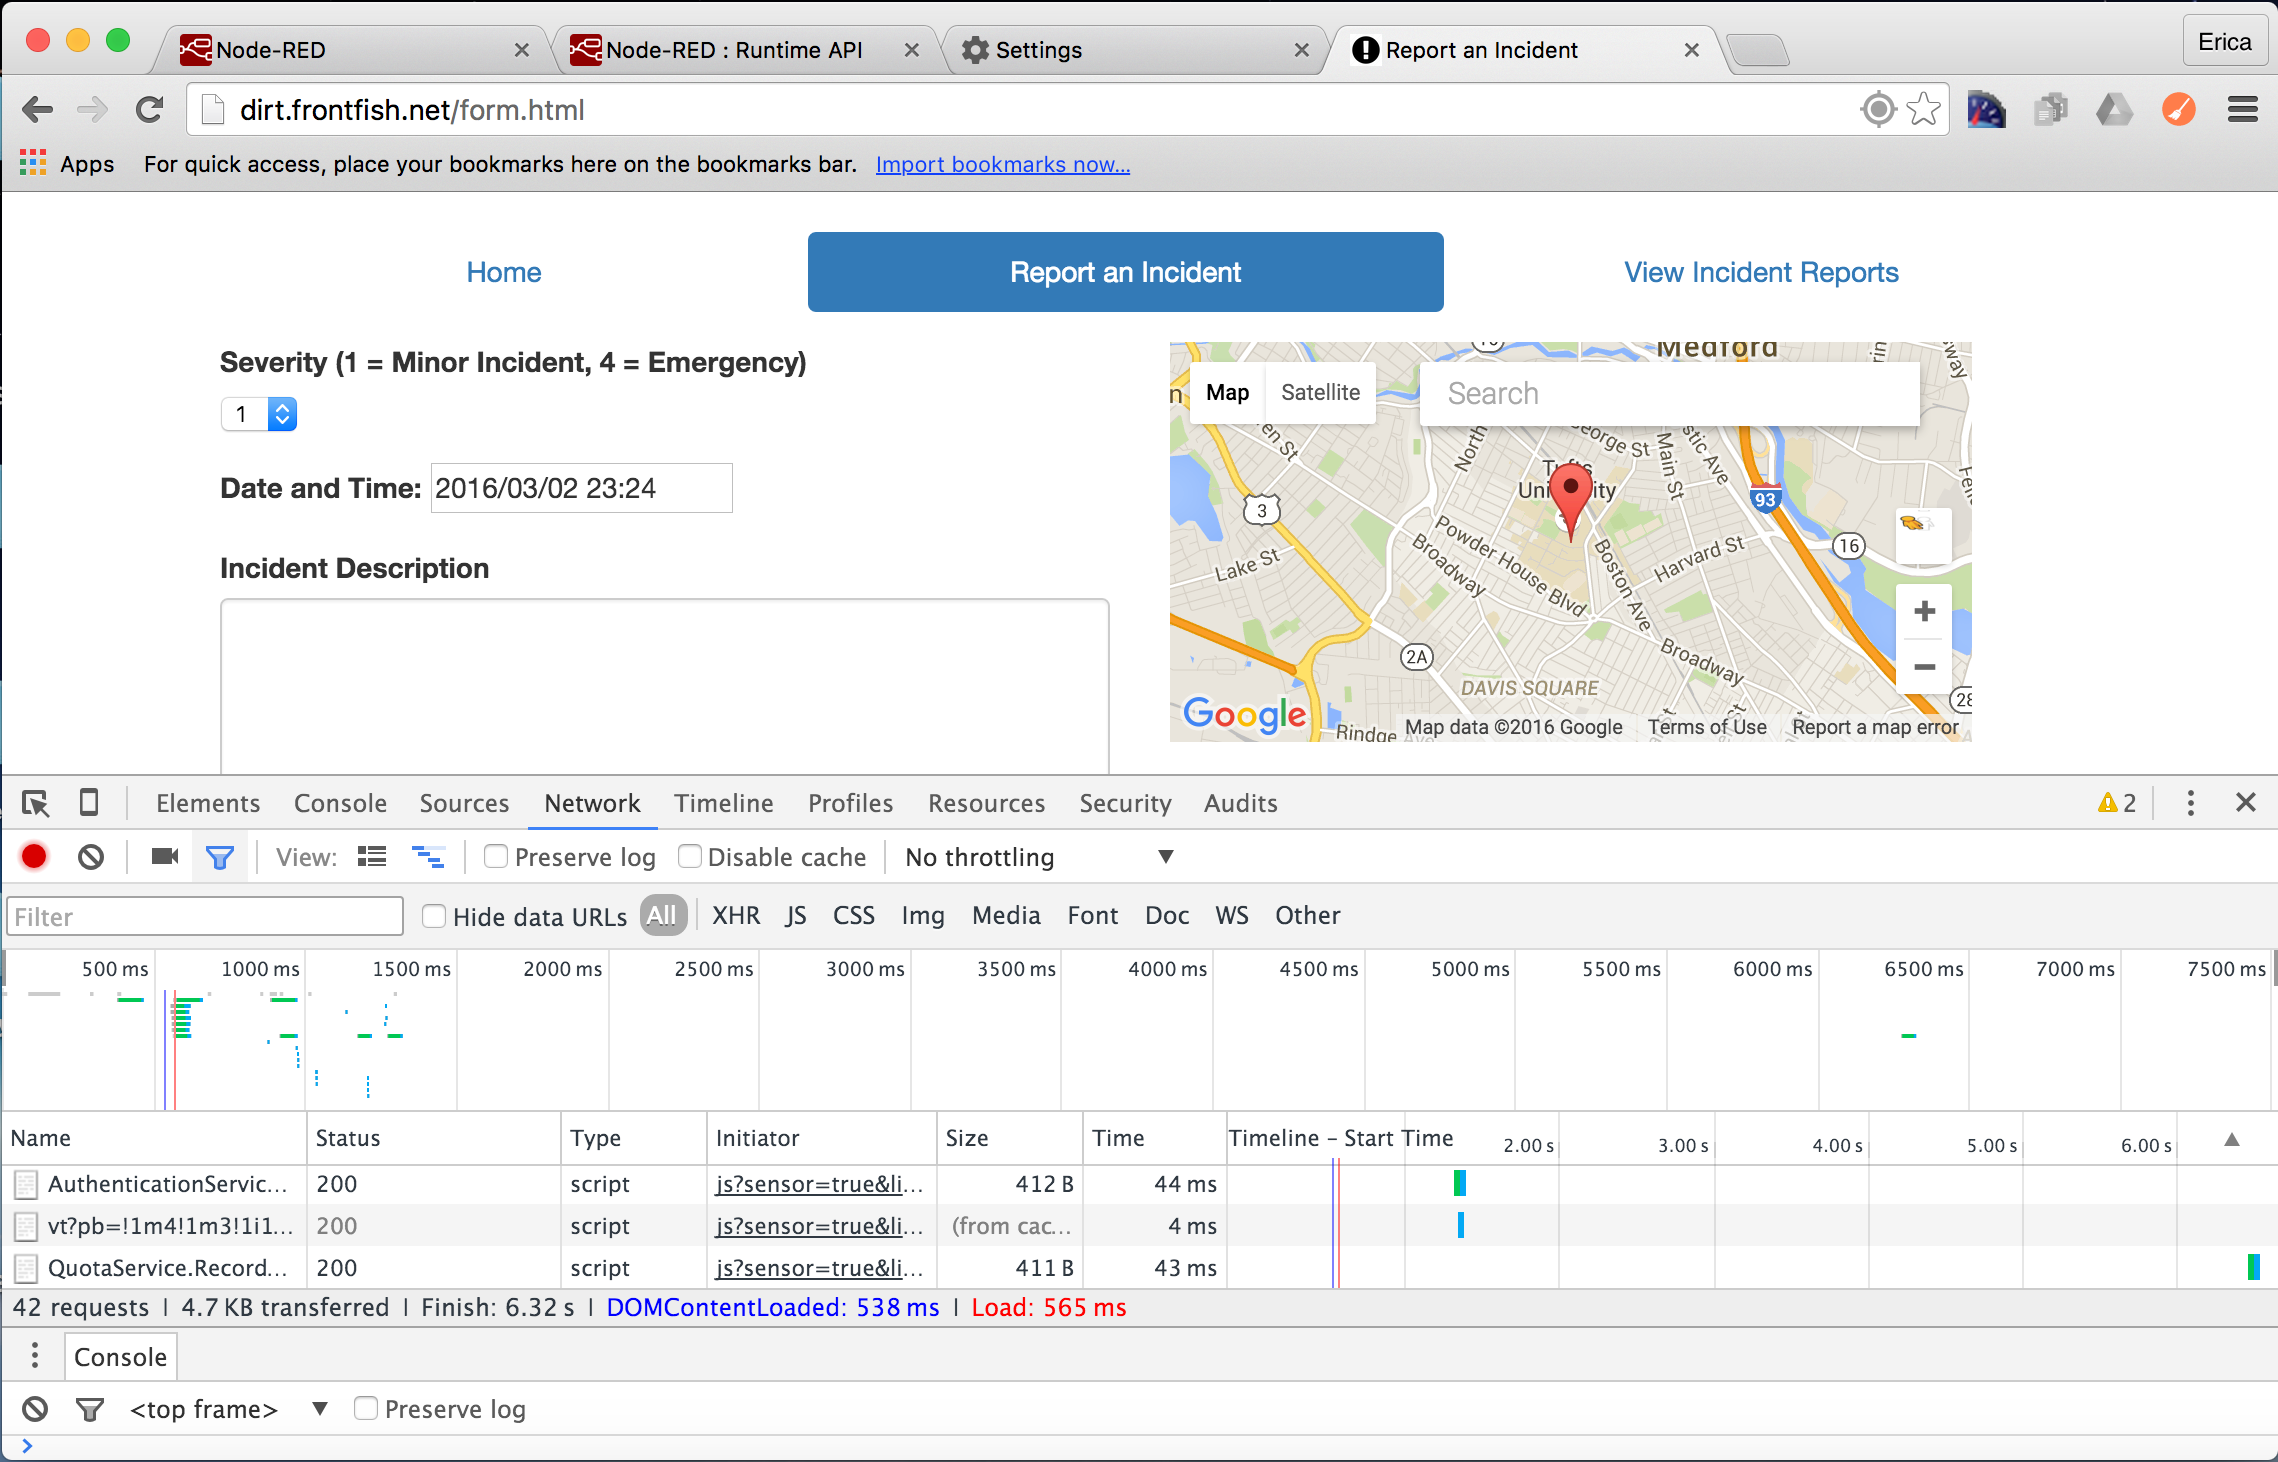 Node-RED
Node-RED : Runtime API
Settings
Report an Incident
Erica
dirt.frontfish.net/form.html
Apps
For quick access, place your bookmarks here on the bookmarks bar. Import bookmarks now...
Home
Report an Incident
View Incident Reports
Severity (1 = Minor Incident, 4 = Emergency)
1
Date and Time: 2016/03/02 23:24
Incident Description
Medford
Map
Satellite
Search
George St
Main St
North
Tufts
University
93
3
16
Lake St
Powder House Blvd
Broadway
Boston Ave
Harvard St
2A
Broadway
DAVIS SQUARE
28
Google
Rindge Ave
Map data ©2016 Google
Terms of Use
Report a map error
Elements Console Sources Network Timeline Profiles Resources Security Audits
2
View:
Preserve log
Disable cache
No throttling
Filter
Hide data URLs
All XHR JS CSS Img Media Font Doc WS Other
500 ms 1000 ms 1500 ms 2000 ms 2500 ms 3000 ms 3500 ms 4000 ms 4500 ms 5000 ms 5500 ms 6000 ms 6500 ms 7000 ms 7500 ms
Name Status Type Initiator Size Time Timeline – Start Time 2.00 s 3.00 s 4.00 s 5.00 s 6.00 s
AuthenticationServic... 200 script js?sensor=true&li... 412 B 44 ms
vt?pb=!1m4!1m3!1i1... 200 script js?sensor=true&li... (from cac... 4 ms
QuotaService.Record... 200 script js?sensor=true&li... 411 B 43 ms
42 requests | 4.7 KB transferred | Finish: 6.32 s | DOMContentLoaded: 538 ms | Load: 565 ms
Console
<top frame>
Preserve log